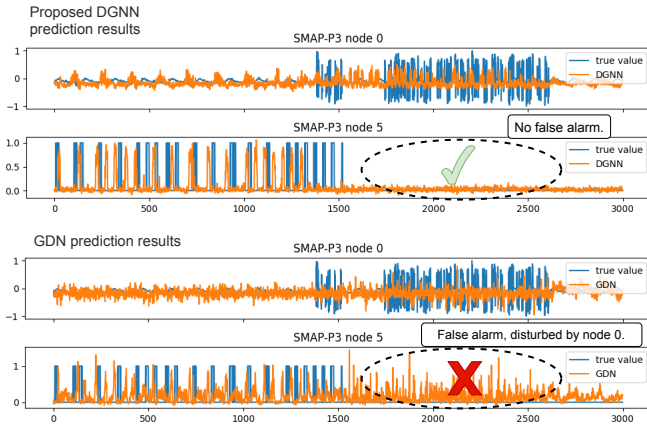 Proposed DGNN
prediction results
SMAP-P3 node 0
1
0
−1
true value
DGNN
SMAP-P3 node 5
No false alarm.
1.0
0.5
0.0
true value
DGNN
0
500
1000
1500
2000
2500
3000
GDN prediction results
SMAP-P3 node 0
1
0
−1
true value
GDN
SMAP-P3 node 5
False alarm, disturbed by node 0.
1
0
X
true value
GDN
0
500
1000
1500
2000
2500
3000